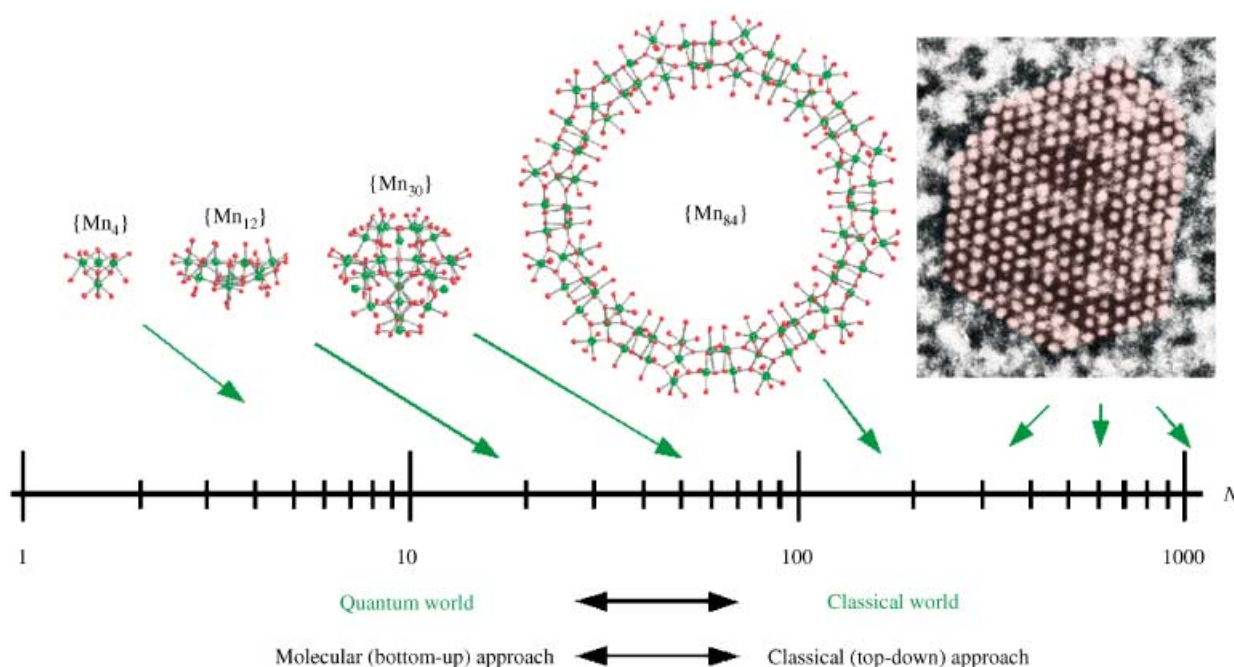 {Mn₄}
{Mn₁₂}
{Mn₃₀}
{Mn₈₄}
N
1 10 100 1000
Quantum world Classical world
Molecular (bottom-up) approach Classical (top-down) approach